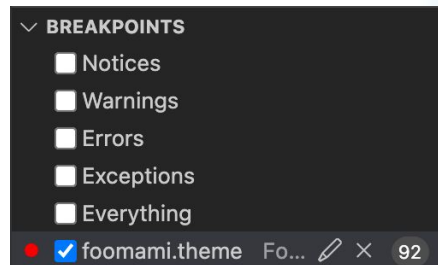 BREAKPOINTS
Notices
Warnings
Errors
Exceptions
Everything
foomami.theme Fo... 92